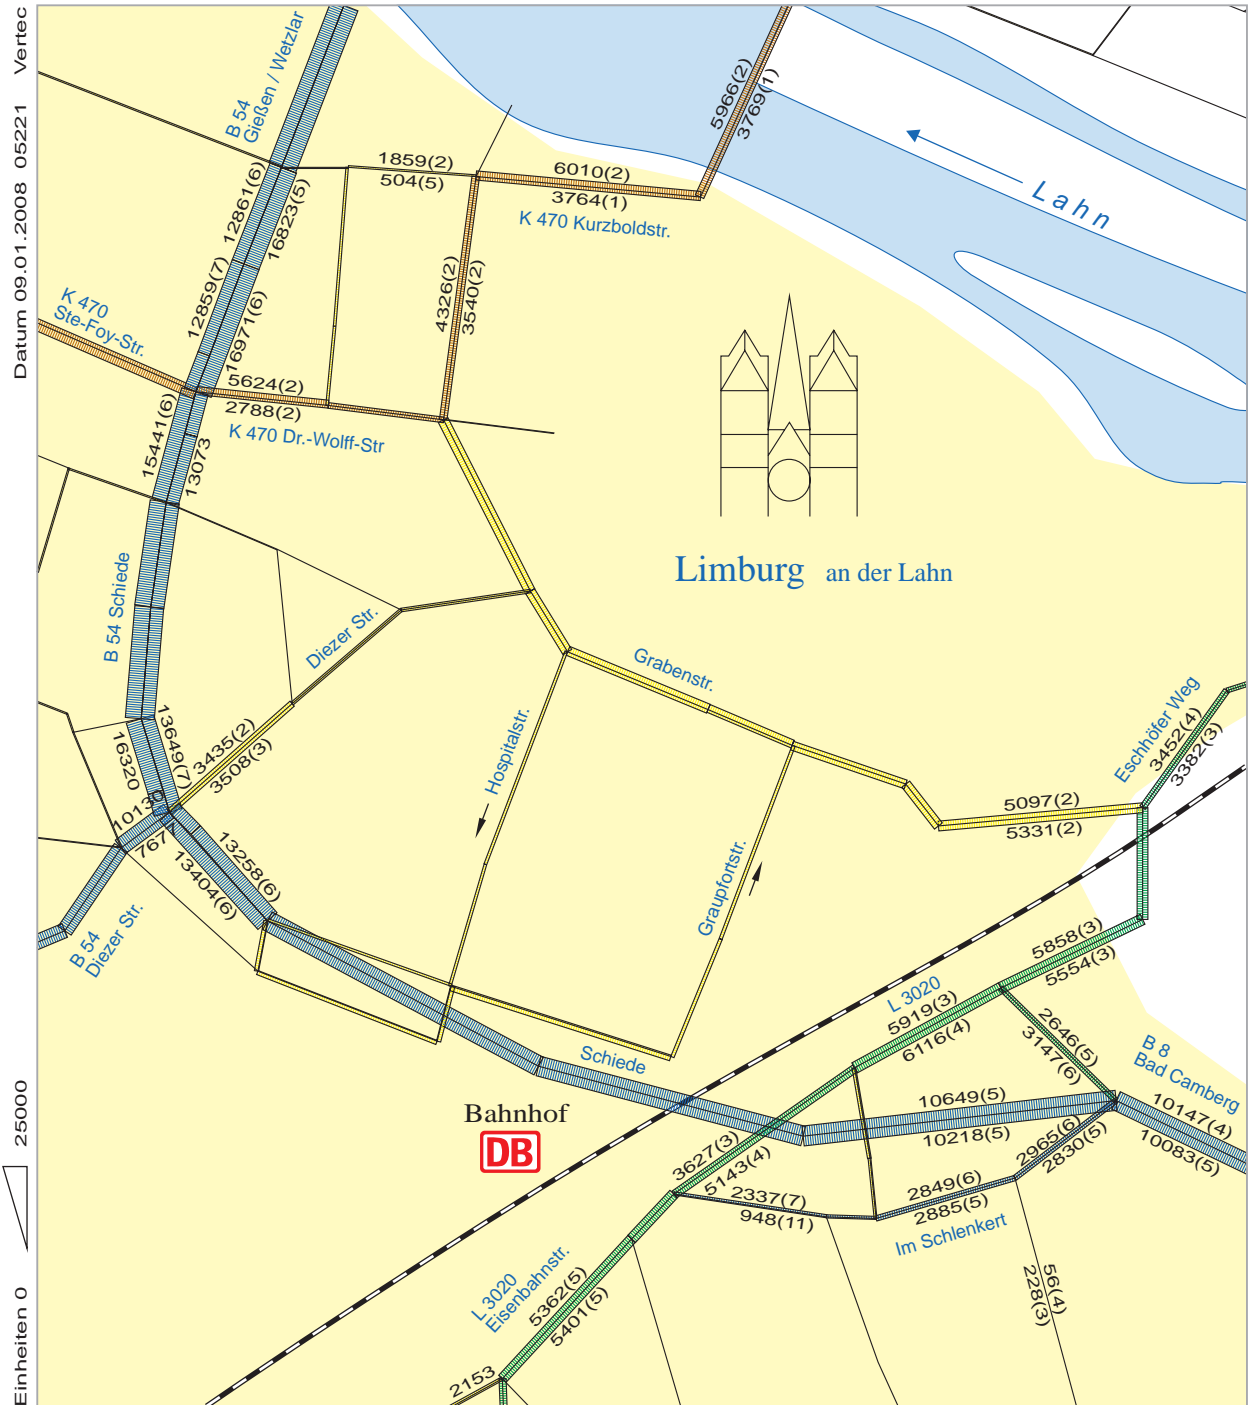 Datum 09.01.2008 05221 Vertec
Einheiten 0 25000
B 54
Gießen / Wetzlar
5966(2)
3769(1)
Lahn
1859(2)
504(5)
6010(2)
3764(1)
K 470 Kurzboldstr.
12861(6)
16823(5)
12859(7)
16971(6)
4326(2)
3540(2)
K 470
Ste-Foy-Str.
5624(2)
2788(2)
K 470 Dr.-Wolff-Str
15441(6)
13073
Limburg an der Lahn
B 54 Schiede
Diezer Str.
Grabenstr.
Hospitalstr.
Graupfortstr.
Eschhöfer Weg
3452(4)
3382(3)
13649(7)
16320
3435(2)
3508(3)
5097(2)
5331(2)
767
13258(6)
13404(6)
B 54
Diezer Str.
5858(3)
5554(3)
L 3020
5919(3)
6116(4)
2646(5)
3147(6)
B 8
Bad Camberg
Schiede
Bahnhof
DB
10649(5)
10218(5)
10147(4)
10083(5)
2965(6)
2830(5)
3627(3)
5143(4)
2337(7)
948(11)
2849(6)
2885(5)
Im Schlenkert
L 3020
Eisenbahnstr.
5362(5)
5401(5)
56(4)
228(3)
2153